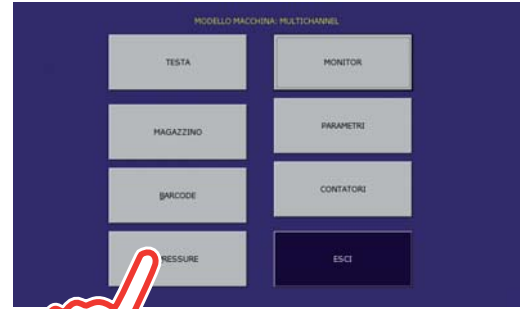 MODELLO MACCHINA: MULTICHANNEL
TESTA
MONITOR
MAGAZZINO
PARAMETRI
BARCODE
CONTATORI
RESSURE
ESCI